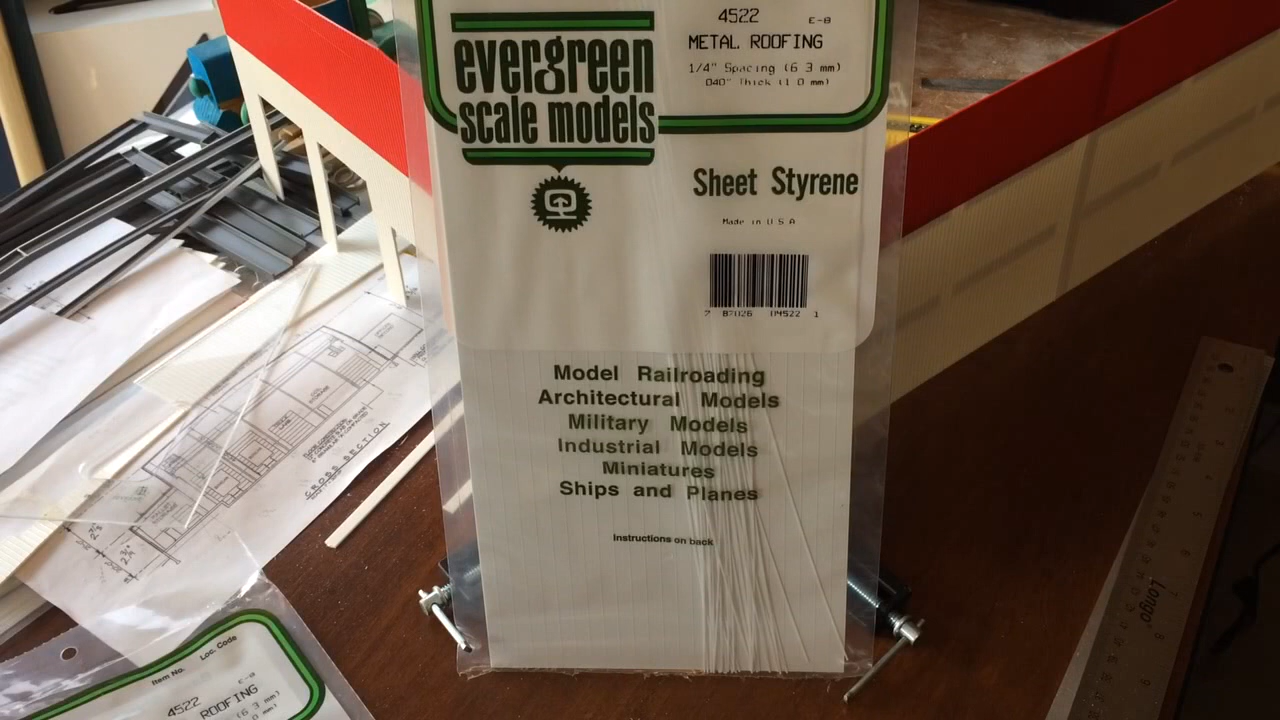 4522 E-8
METAL ROOFING
1/4" Spacing (6 3 mm)
.040" Thick (1 0 mm)
evergreen
scale models
Sheet Styrene
Made in U S A
7 87026 04522 1
Model Railroading
Architectural Models
Military Models
Industrial Models
Miniatures
Ships and Planes
Instructions on back
CROSS SECTION
Item No. Loc. Code
4522 E-8
ROOFING
Longo